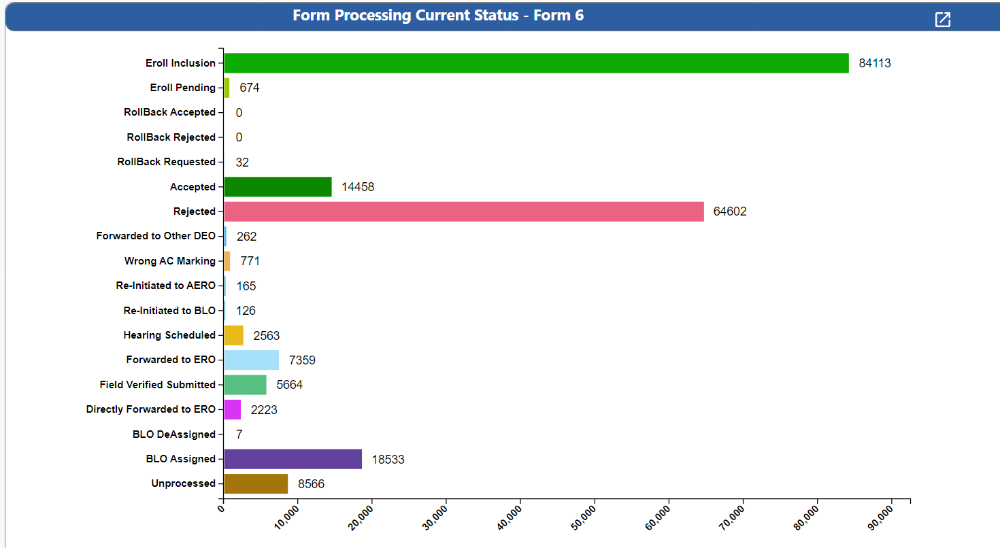 Form Processing Current Status - Form 6
Eroll Inclusion 84113
Eroll Pending 674
RollBack Accepted 0
RollBack Rejected 0
RollBack Requested 32
Accepted 14458
Rejected 64602
Forwarded to Other DEO 262
Wrong AC Marking 771
Re-Initiated to AERO 165
Re-Initiated to BLO 126
Hearing Scheduled 2563
Forwarded to ERO 7359
Field Verified Submitted 5664
Directly Forwarded to ERO 2223
BLO DeAssigned 7
BLO Assigned 18533
Unprocessed 8566
0 10,000 20,000 30,000 40,000 50,000 60,000 70,000 80,000 90,000